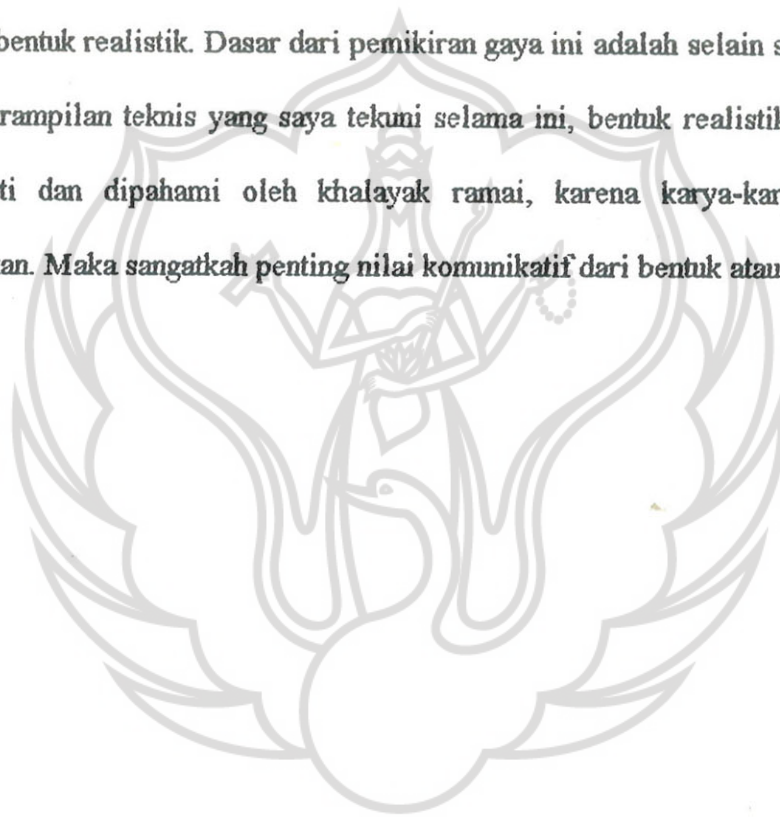 bentuk realistik. Dasar dari pemikiran gaya ini adalah selain s
rampilan teknis yang saya tekuni selama ini, bentuk realistik
ti dan dipahami oleh khalayak ramai, karena karya-kar
an. Maka sangatkah penting nilai komunikatif dari bentuk atau